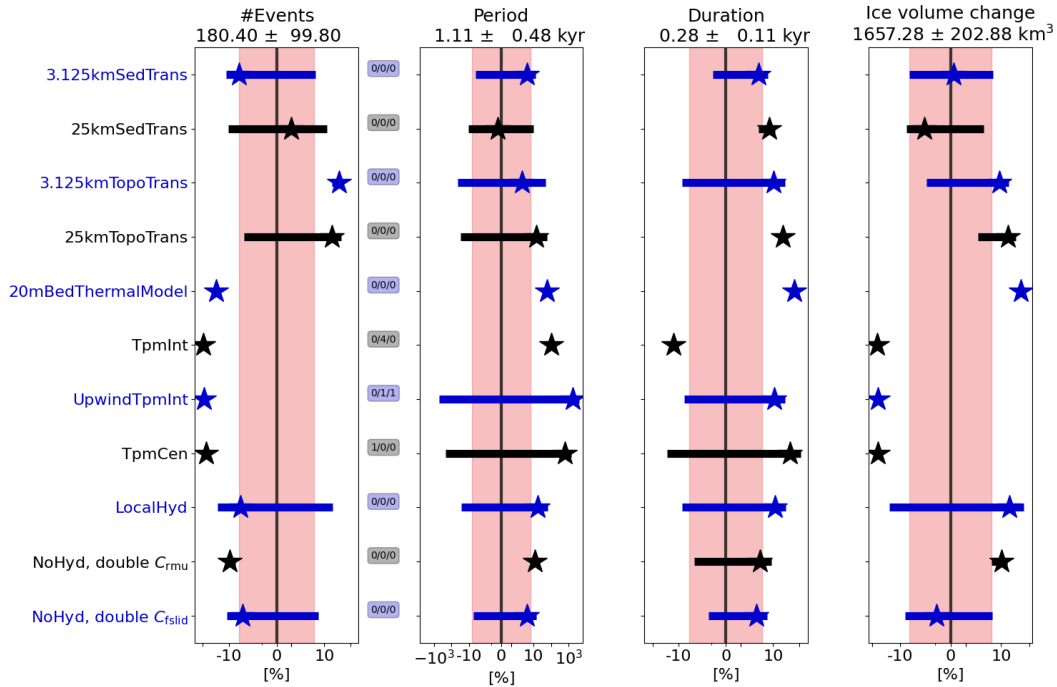 #Events
180.40 ± 99.80
Period
1.11 ± 0.48 kyr
Duration
0.28 ± 0.11 kyr
Ice volume change
1657.28 ± 202.88 km³
3.125kmSedTrans
0/0/0
25kmSedTrans
0/0/0
3.125kmTopoTrans
0/0/0
25kmTopoTrans
0/0/0
20mBedThermalModel
0/0/0
TpmInt
0/4/0
UpwindTpmInt
0/1/1
TpmCen
1/0/0
LocalHyd
0/0/0
NoHyd, double C_rmu
0/0/0
NoHyd, double C_fslid
0/0/0
-10 10
−10³ -10 10 10³
-10 10
-10 10
[%]
[%]
[%]
[%]